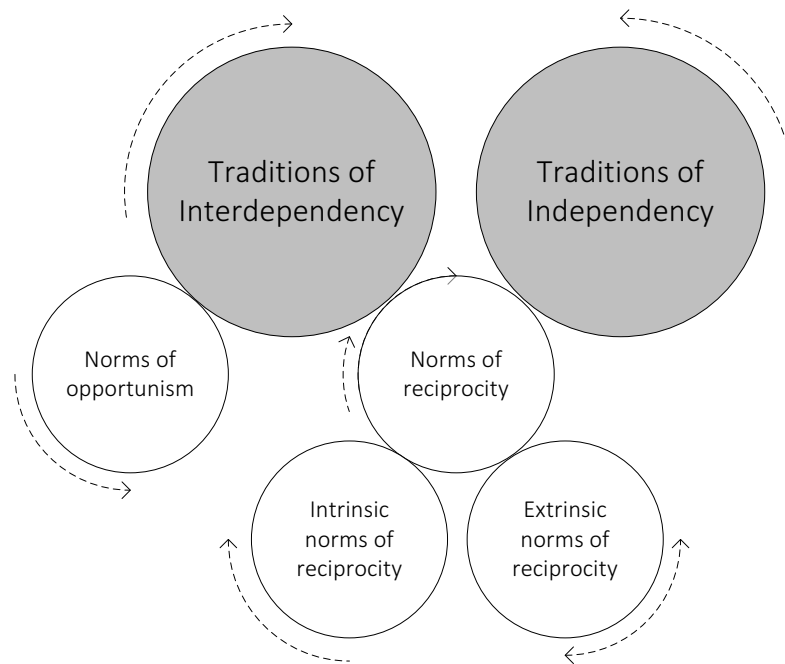 Traditions of
Interdependency
Traditions of
Independency
Norms of
opportunism
Norms of
reciprocity
Intrinsic
norms of
reciprocity
Extrinsic
norms of
reciprocity